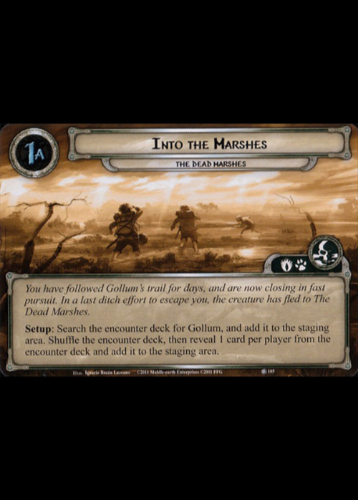 1A
INTO THE MARSHES
THE DEAD MARSHES
You have followed Gollum's trail for days, and are now closing in fast
pursuit. In a last ditch effort to escape you, the creature has fled to The
Dead Marshes.
Setup: Search the encounter deck for Gollum, and add it to the staging
area. Shuffle the encounter deck, then reveal 1 card per player from the
encounter deck and add it to the staging area.
©2011 Middle-earth Enterprises ©2011 FFG